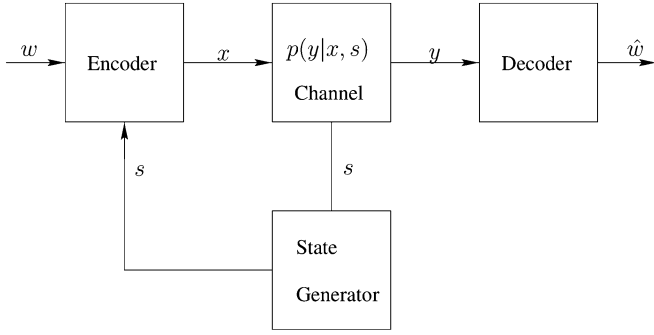 w
Encoder
x
p(y|x, s)
Channel
y
Decoder
ŵ
s
s
State
Generator